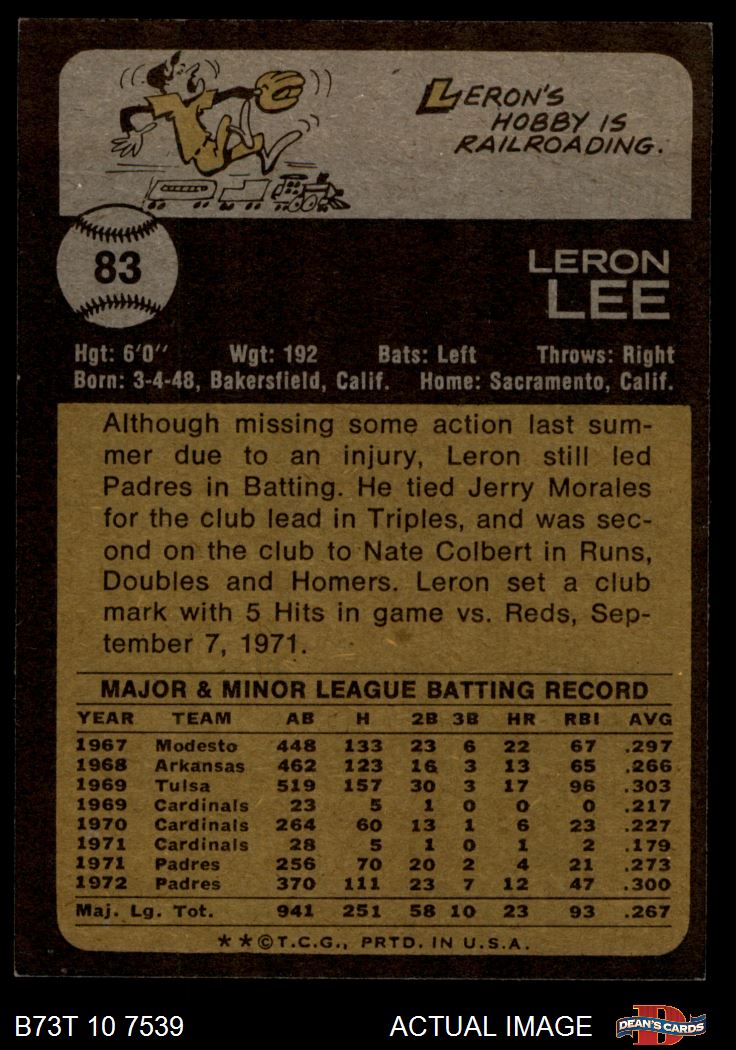 LERON'S
HOBBY IS
RAILROADING.
83
LERON
LEE
Hgt: 6'0" Wgt: 192 Bats: Left Throws: Right
Born: 3-4-48, Bakersfield, Calif. Home: Sacramento, Calif.
Although missing some action last sum-
mer due to an injury, Leron still led
Padres in Batting. He tied Jerry Morales
for the club lead in Triples, and was sec-
ond on the club to Nate Colbert in Runs,
Doubles and Homers. Leron set a club
mark with 5 Hits in game vs. Reds, Sep-
tember 7, 1971.
MAJOR & MINOR LEAGUE BATTING RECORD
YEAR TEAM AB H 2B 3B HR RBI AVG
1967 Modesto 448 133 23 6 22 67 .297
1968 Arkansas 462 123 16 3 13 65 .266
1969 Tulsa 519 157 30 3 17 96 .303
1969 Cardinals 23 5 1 0 0 0 .217
1970 Cardinals 264 60 13 1 6 23 .227
1971 Cardinals 28 5 1 0 1 2 .179
1971 Padres 256 70 20 2 4 21 .273
1972 Padres 370 111 23 7 12 47 .300
Maj. Lg. Tot. 941 251 58 10 23 93 .267
★★©T.C.G., PRTD. IN U.S.A.
B73T 10 7539 ACTUAL IMAGE D DEAN'S CARDS